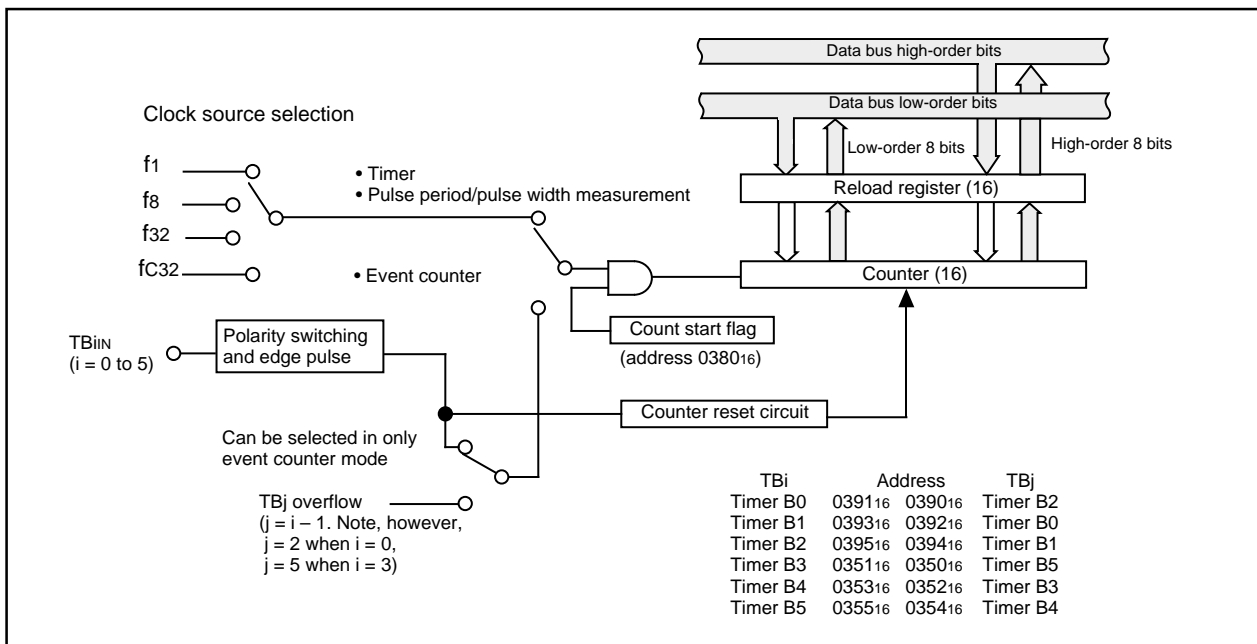 Data bus high-order bits
Data bus low-order bits
Clock source selection
Low-order 8 bits
High-order 8 bits
f1
• Timer
• Pulse period/pulse width measurement
Reload register (16)
f8
f32
fC32
• Event counter
Counter (16)
TBiIN
(i = 0 to 5)
Polarity switching
and edge pulse
Count start flag
(address 038016)
Counter reset circuit
Can be selected in only
event counter mode
TBj overflow
(j = i – 1. Note, however,
j = 2 when i = 0,
j = 5 when i = 3)
TBi Address TBj
Timer B0 039116 039016 Timer B2
Timer B1 039316 039216 Timer B0
Timer B2 039516 039416 Timer B1
Timer B3 035116 035016 Timer B5
Timer B4 035316 035216 Timer B3
Timer B5 035516 035416 Timer B4